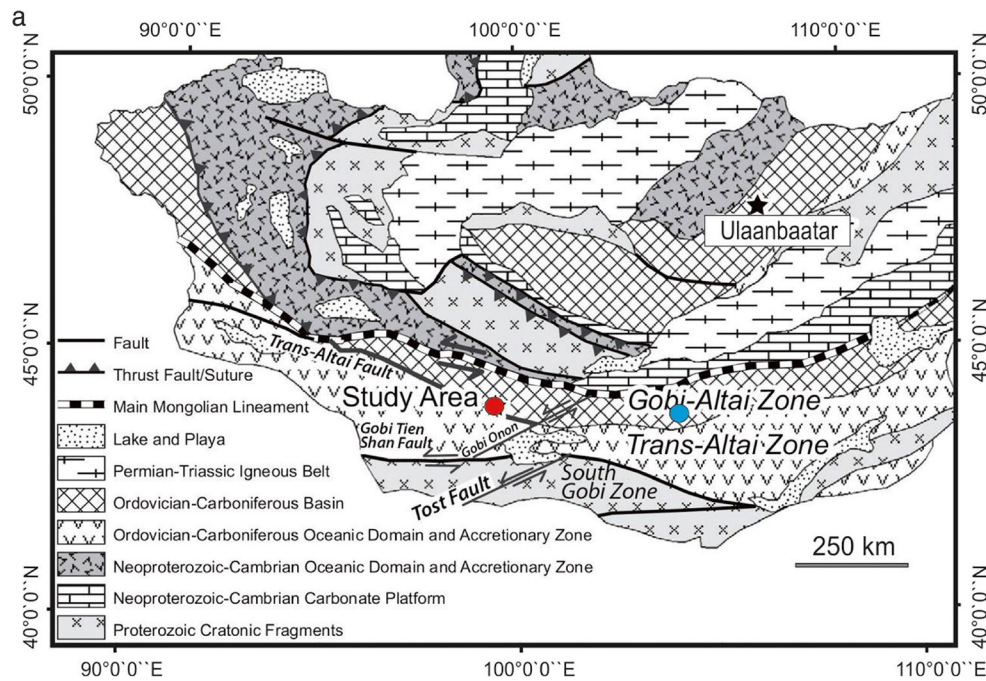 a
90°0'0``E
100°0'0``E
110°0'0``E
50°0'0``N
50°0'0``N
Ulaanbaatar
45°0'0``N
45°0'0``N
Fault
Thrust Fault/Suture
Main Mongolian Lineament
Lake and Playa
Permian-Triassic Igneous Belt
Ordovician-Carboniferous Basin
Ordovician-Carboniferous Oceanic Domain and Accretionary Zone
Neoproterozoic-Cambrian Oceanic Domain and Accretionary Zone
Neoproterozoic-Cambrian Carbonate Platform
Proterozoic Cratonic Fragments
Trans-Altai Fault
Study Area
Gobi-Altai Zone
Gobi Tien
Shan Fault
Gobi Onon
Trans-Altai Zone
Tost Fault
South
Gobi Zone
250 km
40°0'0``N
40°0'0``N
90°0'0``E
100°0'0``E
110°0'0``E